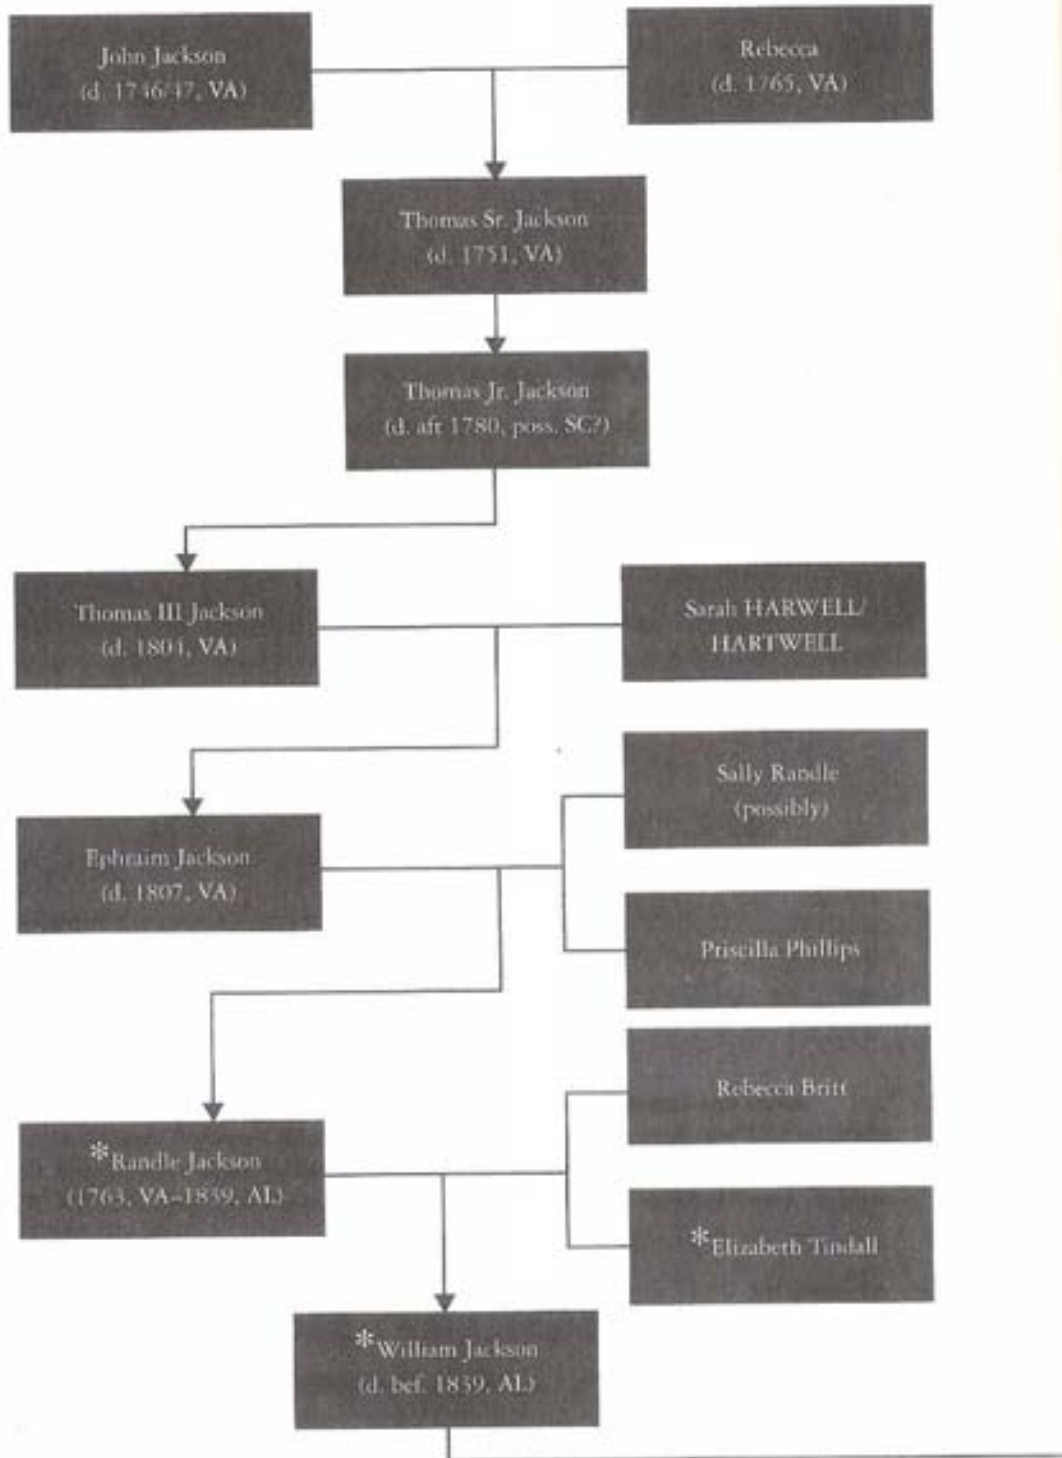 John Jackson
(d. 1746/47, VA)
Rebecca
(d. 1765, VA)
Thomas Sr. Jackson
(d. 1751, VA)
Thomas Jr. Jackson
(d. aft 1780, poss. SC?)
Thomas III Jackson
(d. 1804, VA)
Sarah HARWELL/
HARTWELL
Sally Randle
(possibly)
Ephraim Jackson
(d. 1807, VA)
Priscilla Phillips
Rebecca Britt
*Randle Jackson
(1763, VA–1839, AL)
*Elizabeth Tindall
*William Jackson
(d. bef. 1839, AL)